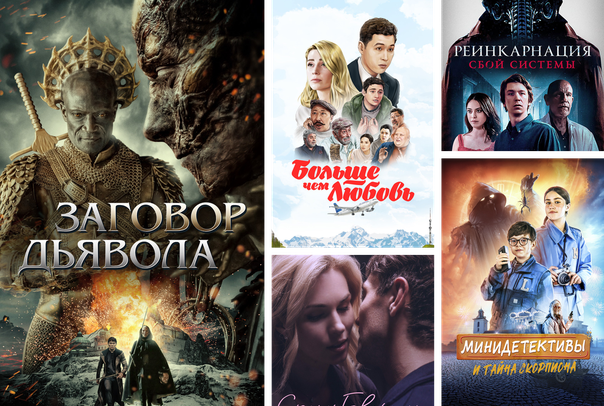 ЗАГОВОР
ДЬЯВОЛА
Больше
чем Любовь
РЕИНКАРНАЦИЯ
СБОЙ СИСТЕМЫ
МИНИДЕТЕКТИВЫ
И ТАЙНА СКОРПИОНА